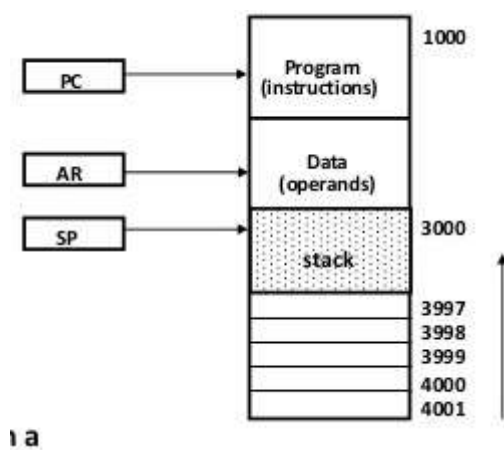 1000
PC
Program
(instructions)
AR
Data
(operands)
SP
3000
stack
3997
3998
3999
4000
4001
a